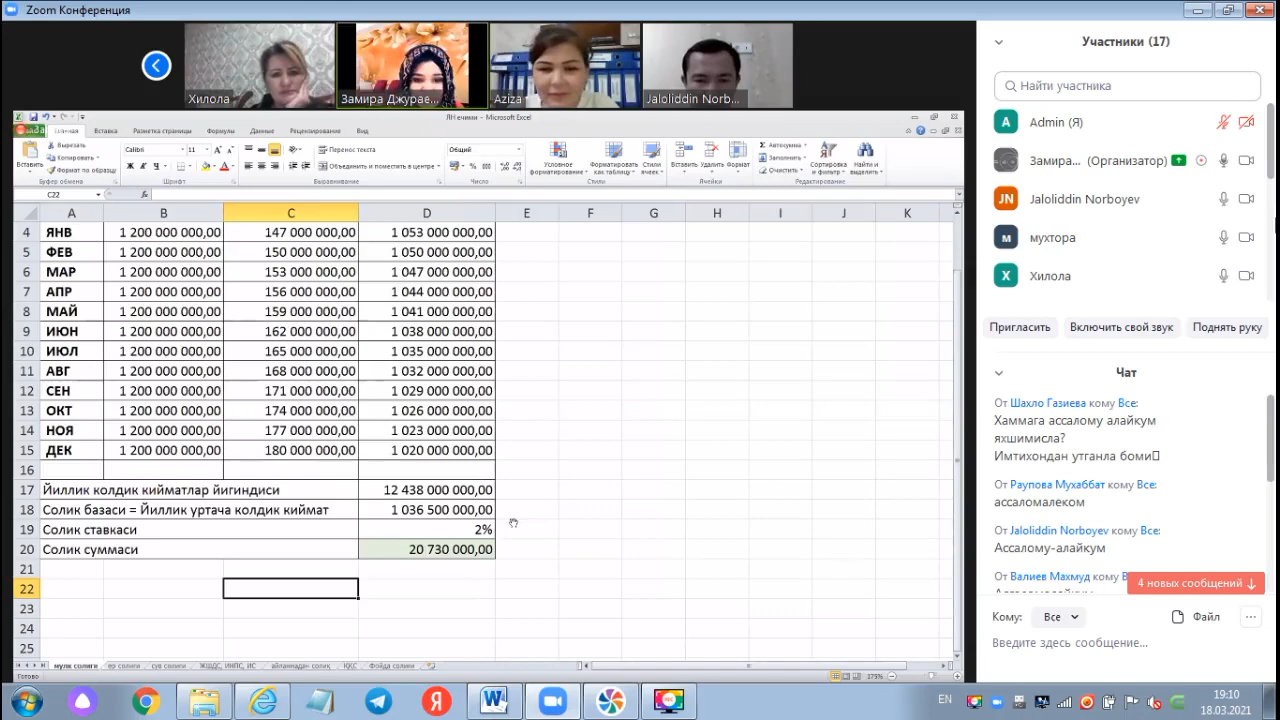 Zoom Конференция
Хилола
Замира Джурае...
Aziza
Jaloliddin Norb...
ЯН ечими - Microsoft Excel
Главная Вставка Разметка страницы Формулы Данные Рецензирование Вид
Вставить
Вырезать
Копировать
Формат по образцу
Буфер обмена
Calibri 11
Ж К Ч
Шрифт
Перенос текста
Объединить и поместить в центре
Выравнивание
Общий
Число
Условное форматирование
Форматировать как таблицу
Стили ячеек
Стили
Вставить Удалить Формат
Ячейки
Автосумма
Заполнить
Очистить
Сортировка и фильтр
Найти и выделить
Редактирование
C22 fx
A B C D E F G H I J K
4 ЯНВ 1 200 000 000,00 147 000 000,00 1 053 000 000,00
5 ФЕВ 1 200 000 000,00 150 000 000,00 1 050 000 000,00
6 МАР 1 200 000 000,00 153 000 000,00 1 047 000 000,00
7 АПР 1 200 000 000,00 156 000 000,00 1 044 000 000,00
8 МАЙ 1 200 000 000,00 159 000 000,00 1 041 000 000,00
9 ИЮН 1 200 000 000,00 162 000 000,00 1 038 000 000,00
10 ИЮЛ 1 200 000 000,00 165 000 000,00 1 035 000 000,00
11 АВГ 1 200 000 000,00 168 000 000,00 1 032 000 000,00
12 СЕН 1 200 000 000,00 171 000 000,00 1 029 000 000,00
13 ОКТ 1 200 000 000,00 174 000 000,00 1 026 000 000,00
14 НОЯ 1 200 000 000,00 177 000 000,00 1 023 000 000,00
15 ДЕК 1 200 000 000,00 180 000 000,00 1 020 000 000,00
16
17 Йиллик колдик кийматлар йигиндиси 12 438 000 000,00
18 Солик базаси = Йиллик уртача колдик киймат 1 036 500 000,00
19 Солик ставкаси 2%
20 Солик суммаси 20 730 000,00
21
22
23
24
25
мулк солиги ер солиги сув солиги ЖШДС, ИНПС, ИС айланмадан солик ҚҚС Фойда солиги
Готово
175%
Участники (17)
Найти участника
A Admin (Я)
Замира... (Организатор)
JN Jaloliddin Norboyev
м мухтора
Х Хилола
Пригласить Включить свой звук Поднять руку
Чат
От Шахло Газиева кому Все:
Хаммага ассалому алайкум
яхшимисла?
Имтихондан утганла боми
От Раупова Мухаббат кому Все:
ассаломалеком
От Jaloliddin Norboyev кому Все:
Ассалому-алайкум
От Валиев Махмуд кому
4 новых сообщений
Кому: Все Файл
Введите здесь сообщение...
EN
19:10
18.03.2021